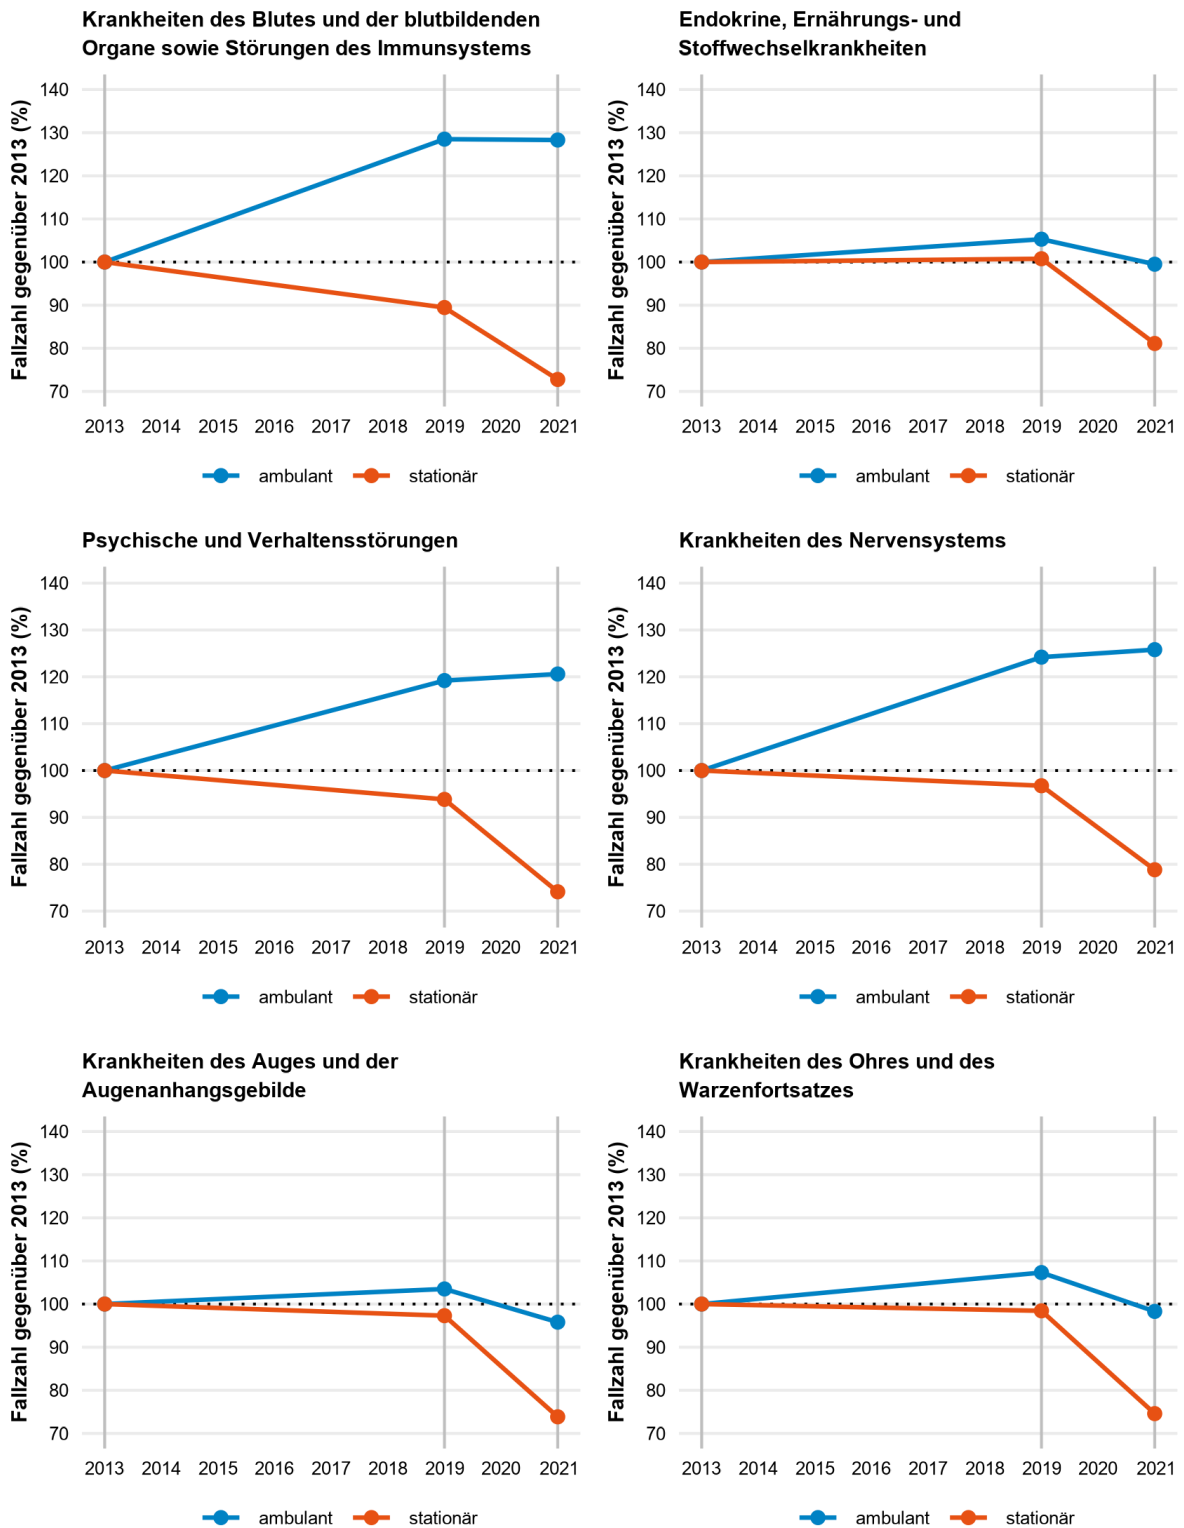 Krankheiten des Blutes und der blutbildenden
Organe sowie Störungen des Immunsystems
Fallzahl gegenüber 2013 (%)
140
130
120
110
100
90
80
70
2013 2014 2015 2016 2017 2018 2019 2020 2021
ambulant stationär
Endokrine, Ernährungs- und
Stoffwechselkrankheiten
Fallzahl gegenüber 2013 (%)
140
130
120
110
100
90
80
70
2013 2014 2015 2016 2017 2018 2019 2020 2021
ambulant stationär
Psychische und Verhaltensstörungen
Fallzahl gegenüber 2013 (%)
140
130
120
110
100
90
80
70
2013 2014 2015 2016 2017 2018 2019 2020 2021
ambulant stationär
Krankheiten des Nervensystems
Fallzahl gegenüber 2013 (%)
140
130
120
110
100
90
80
70
2013 2014 2015 2016 2017 2018 2019 2020 2021
ambulant stationär
Krankheiten des Auges und der
Augenanhangsgebilde
Fallzahl gegenüber 2013 (%)
140
130
120
110
100
90
80
70
2013 2014 2015 2016 2017 2018 2019 2020 2021
ambulant stationär
Krankheiten des Ohres und des
Warzenfortsatzes
Fallzahl gegenüber 2013 (%)
140
130
120
110
100
90
80
70
2013 2014 2015 2016 2017 2018 2019 2020 2021
ambulant stationär